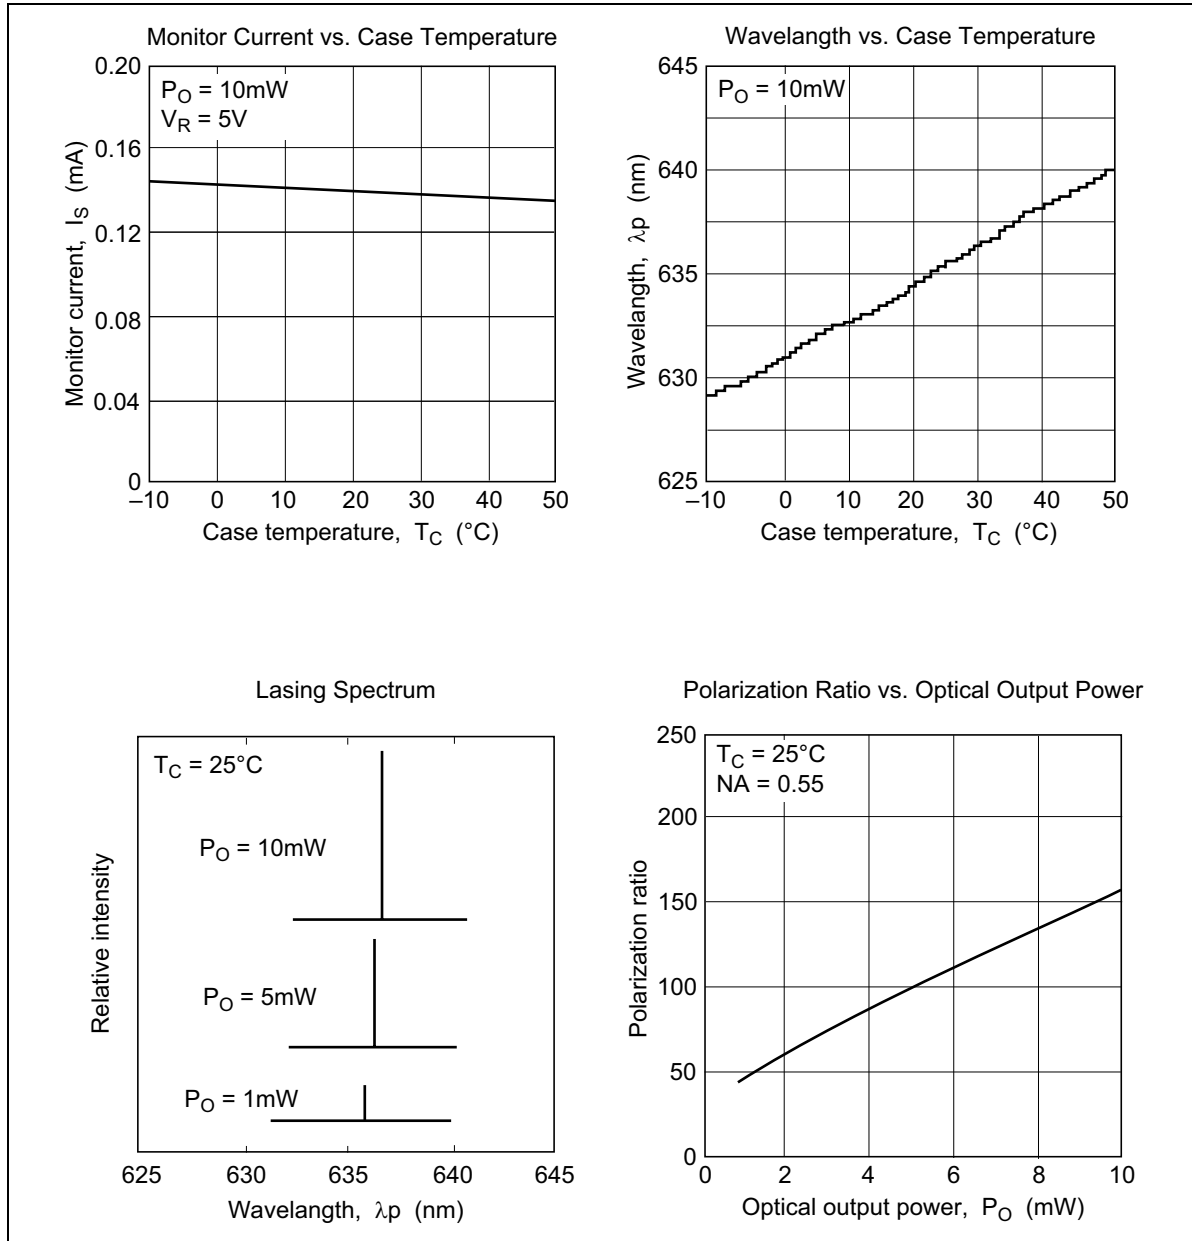 Monitor Current vs. Case Temperature
0.20
0.16
0.12
0.08
0.04
0
Monitor current, IS (mA)
PO = 10mW
VR = 5V
–10 0 10 20 30 40 50
Case temperature, TC (°C)
Wavelangth vs. Case Temperature
645
640
635
630
625
Wavelangth, λp (nm)
PO = 10mW
–10 0 10 20 30 40 50
Case temperature, TC (°C)
Lasing Spectrum
Relative intensity
TC = 25°C
PO = 10mW
PO = 5mW
PO = 1mW
625 630 635 640 645
Wavelangth, λp (nm)
Polarization Ratio vs. Optical Output Power
250
200
150
100
50
0
Polarization ratio
TC = 25°C
NA = 0.55
0 2 4 6 8 10
Optical output power, PO (mW)